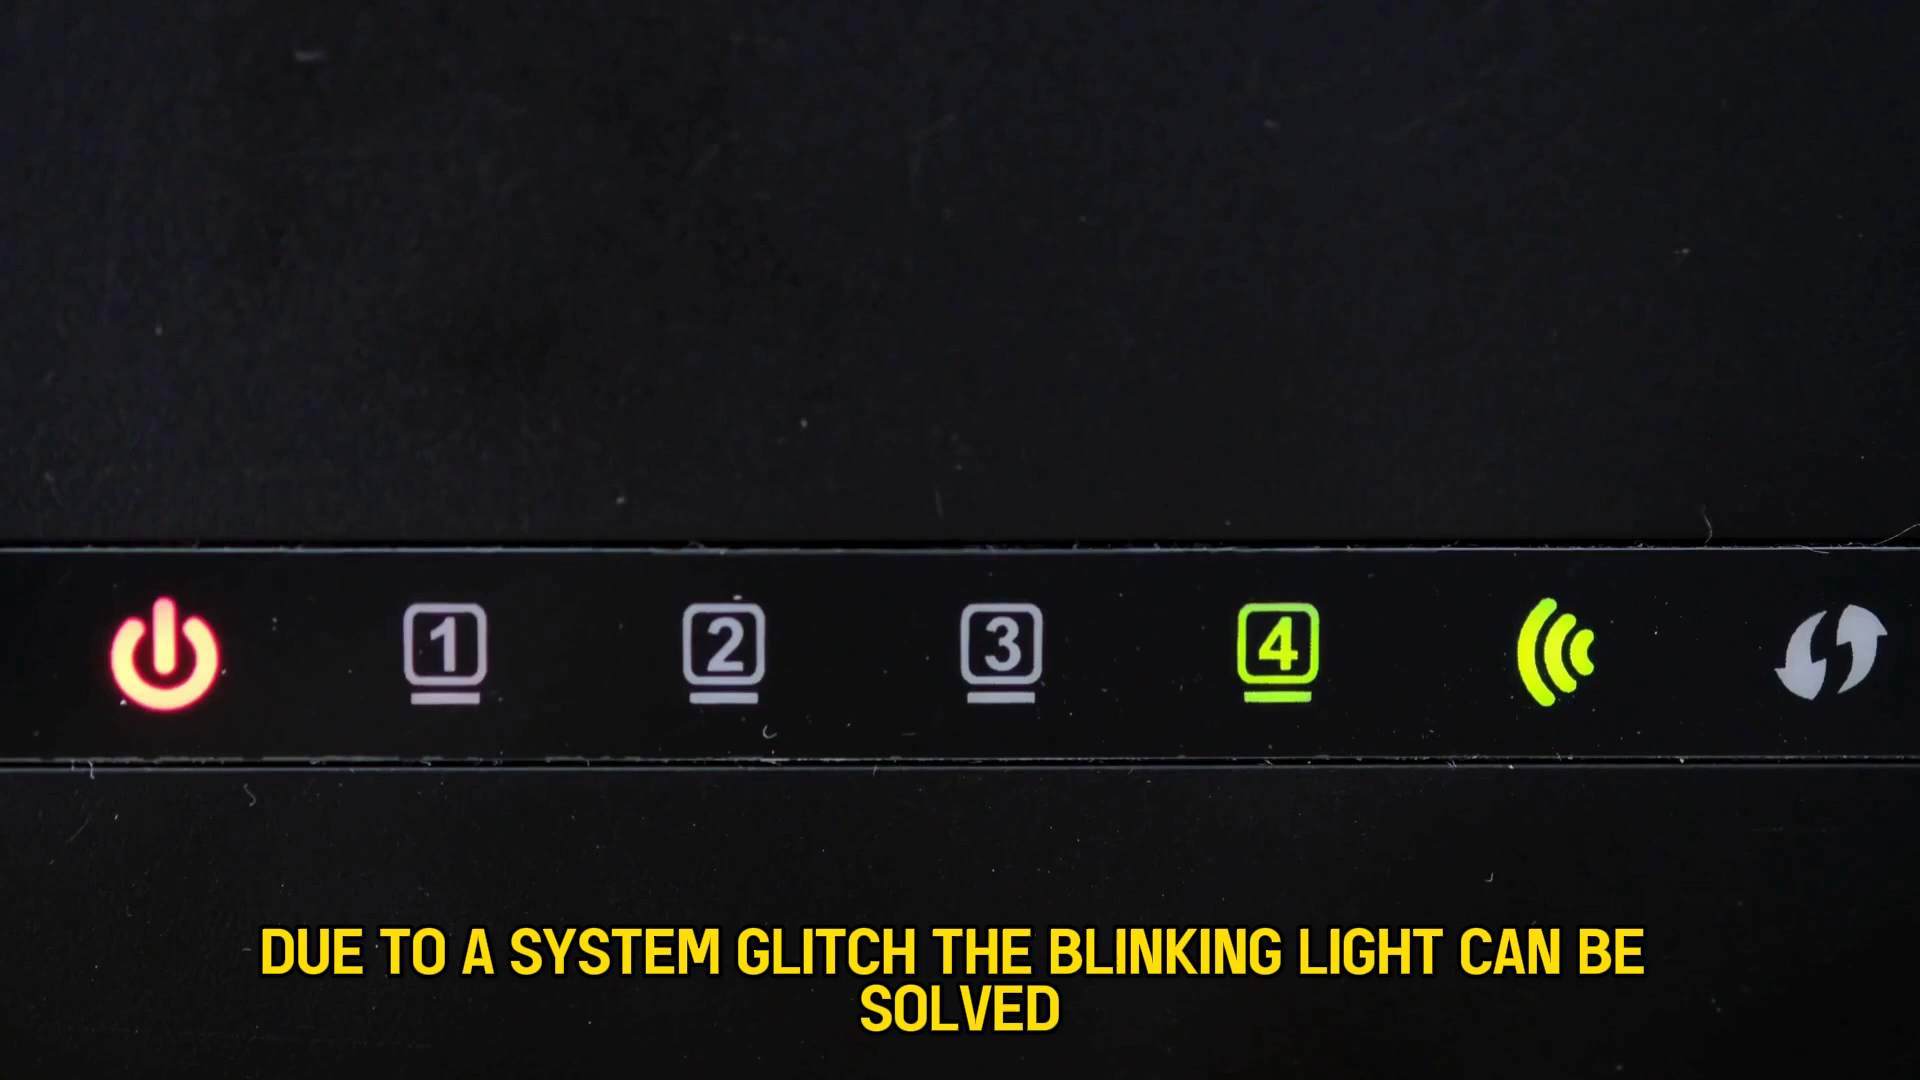 1 2 3 4
DUE TO A SYSTEM GLITCH THE BLINKING LIGHT CAN BE
SOLVED